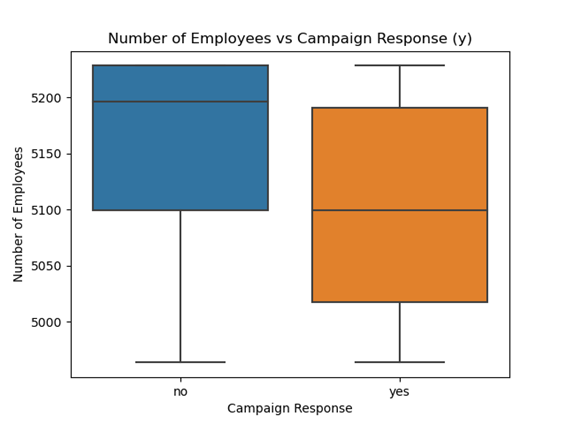 Number of Employees vs Campaign Response (y)
Number of Employees
5200
5150
5100
5050
5000
no
yes
Campaign Response